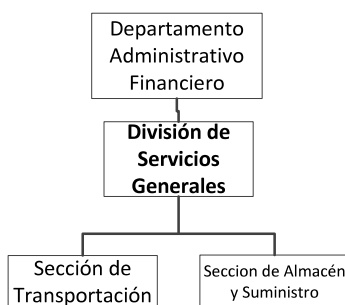 Departamento
Administrativo
Financiero
División de
Servicios
Generales
Sección de
Transportación
Seccion de Almacén
y Suministro